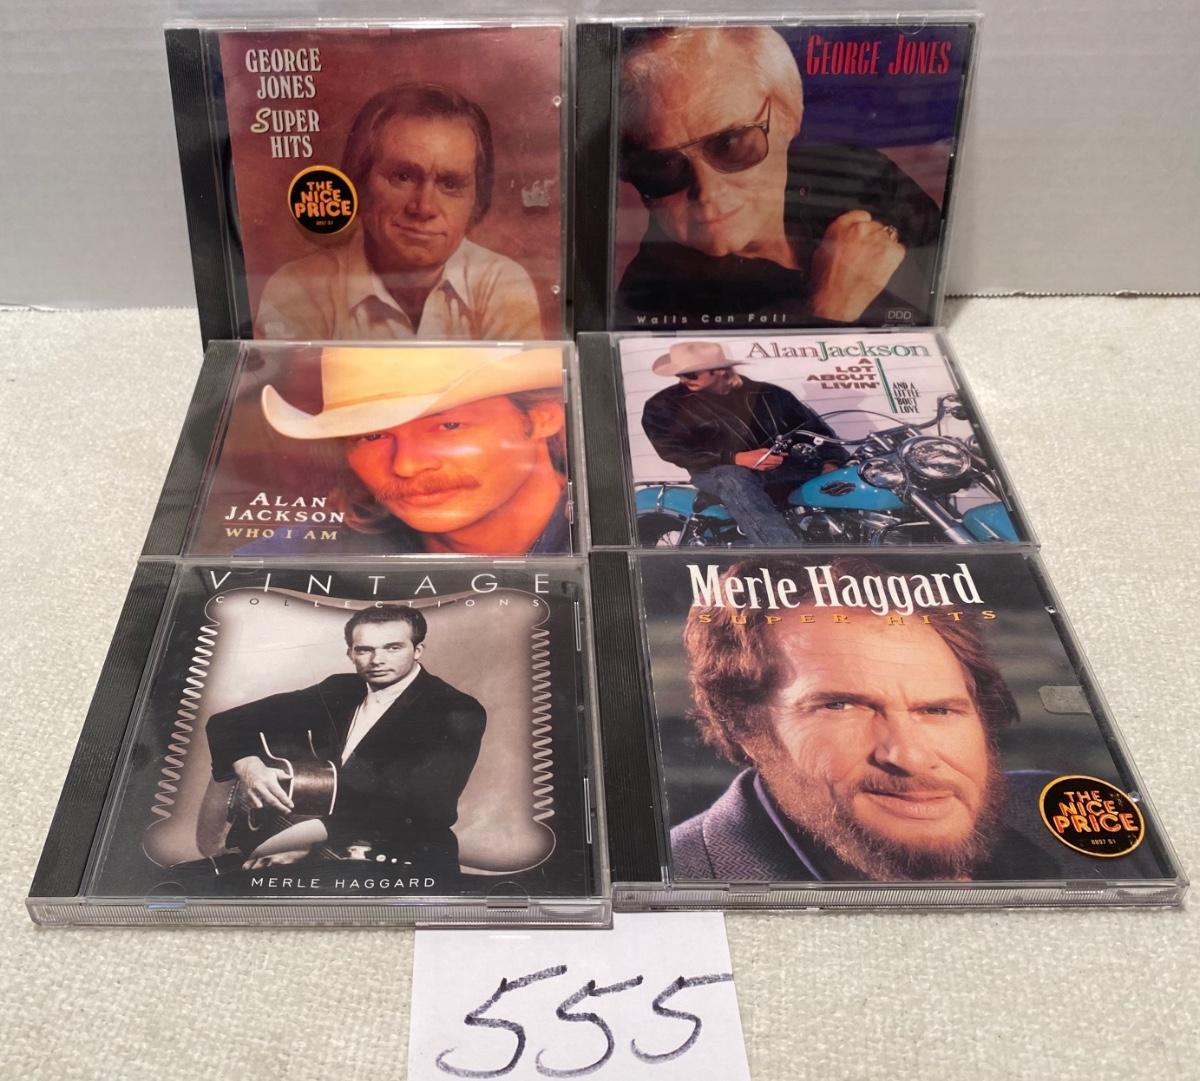 GEORGE
JONES
SUPER
HITS
THE
NICE
PRICE
GEORGE JONES
Walls Can Fall
DDD
ALAN
JACKSON
WHO I AM
AlanJackson
A
LOT
ABOUT
LIVIN'
AND A
LITTLE
'BOUT
LOVE
VINTAGE
COLLECTIONS
MERLE HAGGARD
Merle Haggard
SUPER HITS
THE
NICE
PRICE
555